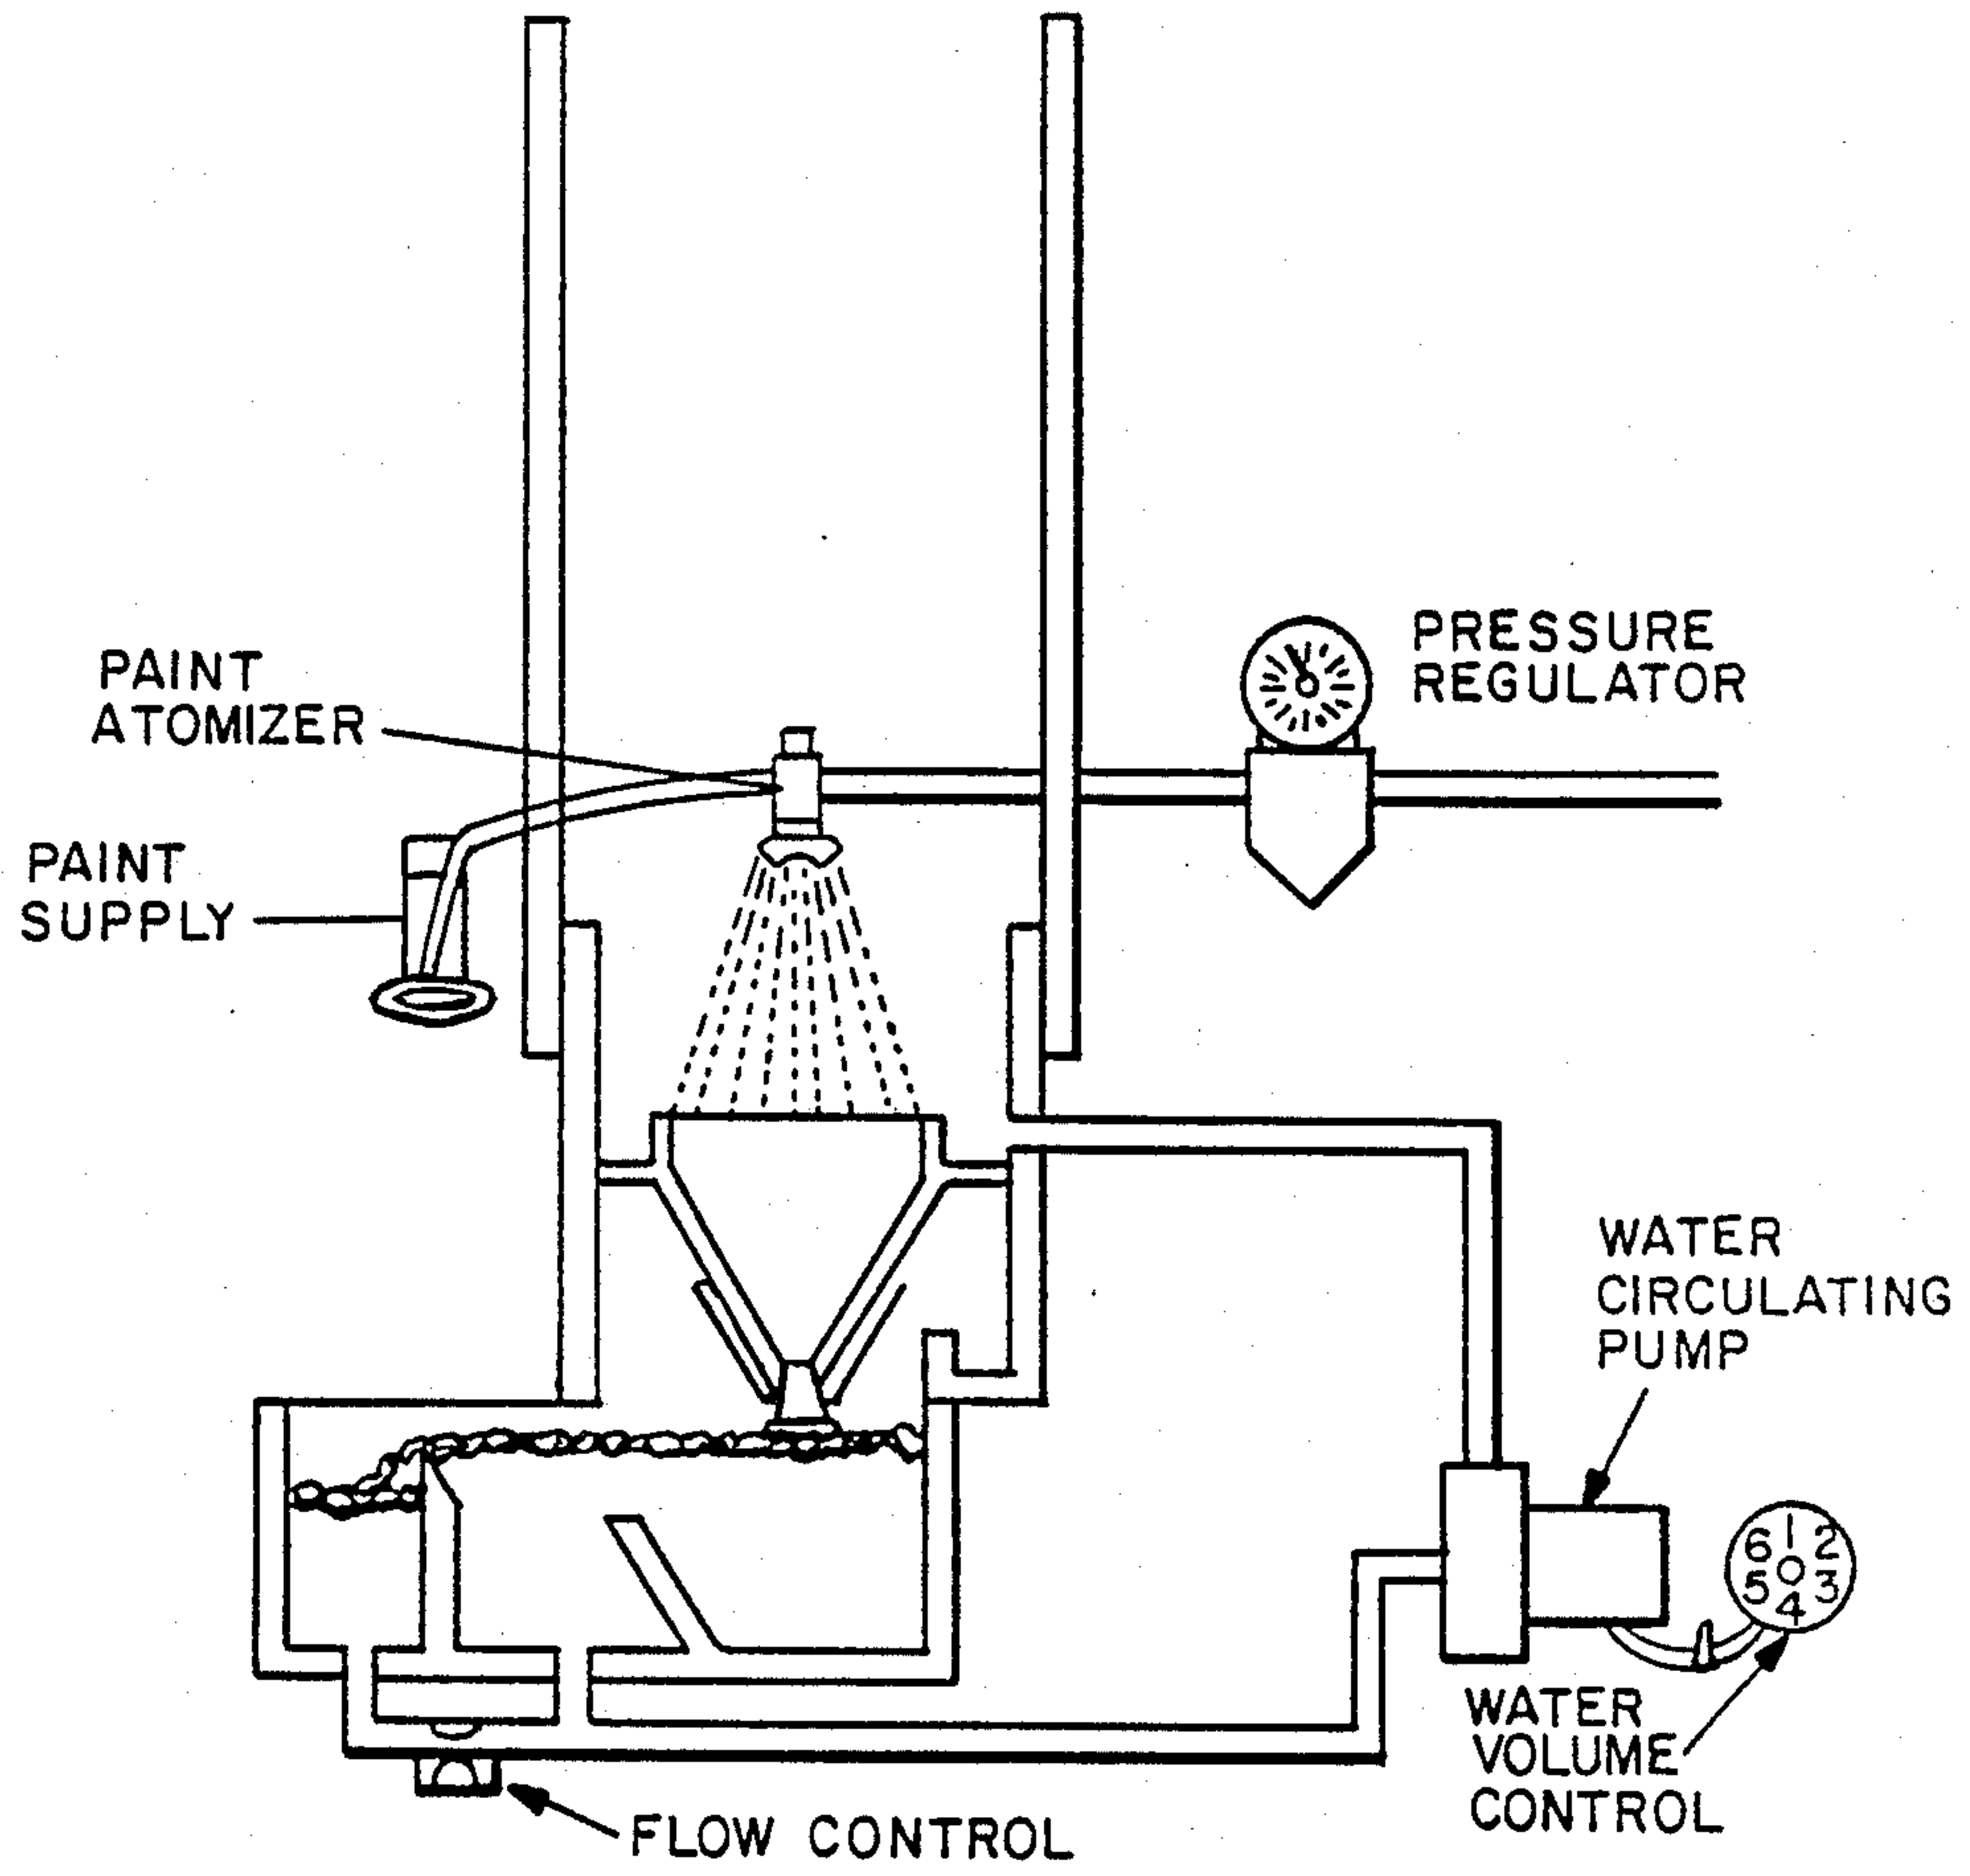 PAINT
ATOMIZER
PAINT
SUPPLY
PRESSURE
REGULATOR
WATER
CIRCULATING
PUMP
6 1 2
5 4 3
WATER
VOLUME
CONTROL
FLOW CONTROL